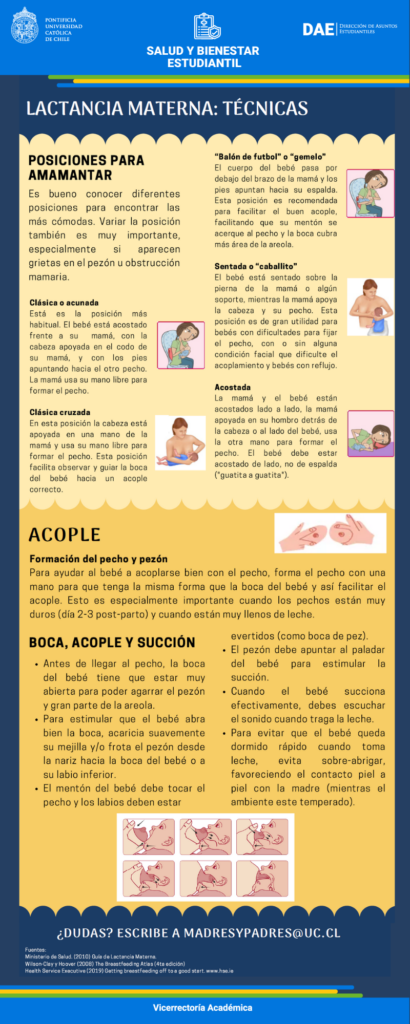 PONTIFICIA
UNIVERSIDAD
CATÓLICA
DE CHILE
SALUD Y BIENESTAR
ESTUDIANTIL
DAE
DIRECCIÓN DE ASUNTOS
ESTUDIANTILES
LACTANCIA MATERNA: TÉCNICAS
POSICIONES PARA
AMAMANTAR
Es bueno conocer diferentes
posiciones para encontrar las
más cómodas. Variar la posición
también es muy importante,
especialmente si aparecen
grietas en el pezón u obstrucción
mamaria.
Clásica o acunada
Está es la posición más
habitual. El bebé está acostado
frente a su mamá, con la
cabeza apoyada en el codo de
su mamá, y con los pies
apuntando hacia el otro pecho.
La mamá usa su mano libre para
formar el pecho.
Clásica cruzada
En esta posición la cabeza está
apoyada en una mano de la
mamá y usa su mano libre para
formar el pecho. Esta posición
facilita observar y guiar la boca
del bebé hacia un acople
correcto.
“Balón de futbol” o “gemelo”
El cuerpo del bebé pasa por
debajo del brazo de la mamá y los
pies apuntan hacia su espalda.
Esta posición es recomendada
para facilitar el buen acople,
facilitando que su mentón se
acerque al pecho y la boca cubra
más área de la areola.
Sentada o “caballito”
El bebé está sentado sobre la
pierna de la mamá o algún
soporte, mientras la mamá apoya
la cabeza y su pecho. Esta
posición es de gran utilidad para
bebés con dificultades para fijar
el pecho, con o sin alguna
condición facial que dificulte el
acoplamiento y bebés con reflujo.
Acostada
La mamá y el bebé están
acostados lado a lado, la mamá
apoyada en su hombro detrás de
la cabeza o al lado del bebé, usa
la otra mano para formar el
pecho. El bebé debe estar
acostado de lado, no de espalda
("guatita a guatita").
ACOPLE
Formación del pecho y pezón
Para ayudar al bebé a acoplarse bien con el pecho, forma el pecho con una
mano para que tenga la misma forma que la boca del bebé y así facilitar el
acople. Esto es especialmente importante cuando los pechos están muy
duros (día 2-3 post-parto) y cuando están muy llenos de leche.
BOCA, ACOPLE Y SUCCIÓN
• Antes de llegar al pecho, la boca
del bebé tiene que estar muy
abierta para poder agarrar el pezón
y gran parte de la areola.
• Para estimular que el bebé abra
bien la boca, acaricia suavemente
su mejilla y/o frota el pezón desde
la nariz hacia la boca del bebé o a
su labio inferior.
• El mentón del bebé debe tocar el
pecho y los labios deben estar
evertidos (como boca de pez).
• El pezón debe apuntar al paladar
del bebé para estimular la
succión.
• Cuando el bebé succiona
efectivamente, debes escuchar
el sonido cuando traga la leche.
• Para evitar que el bebé queda
dormido rápido cuando toma
leche, evita sobre-abrigar,
favoreciendo el contacto piel a
piel con la madre (mientras el
ambiente este temperado).
¿DUDAS? ESCRIBE A MADRESYPADRES@UC.CL
Fuentes:
Ministerio de Salud. (2010) Guía de Lactancia Materna.
Wilson-Clay y Hoover (2008) The Breastfeeding Atlas (4ta edición)
Health Service Executive (2019) Getting breastfeeding off to a good start. www.hse.ie
Vicerrectoría Académica